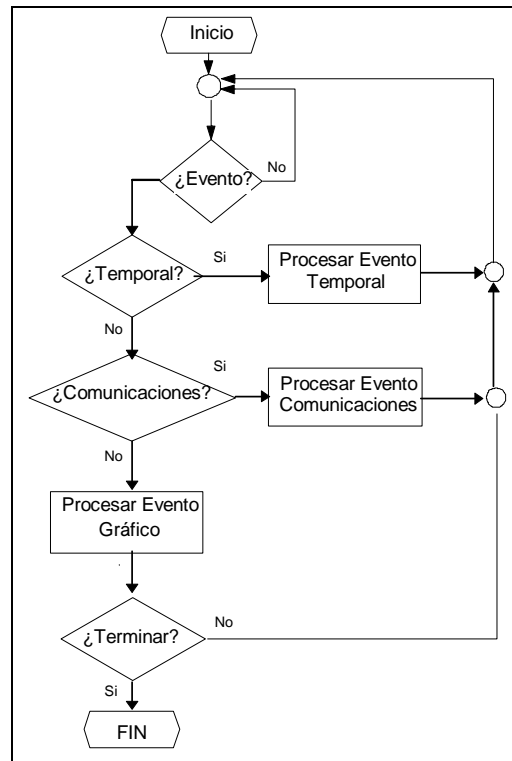 Inicio
¿Evento?
No
¿Temporal?
Si
Procesar Evento
Temporal
No
¿Comunicaciones?
Si
Procesar Evento
Comunicaciones
No
Procesar Evento
Gráfico
¿Terminar?
No
Si
FIN